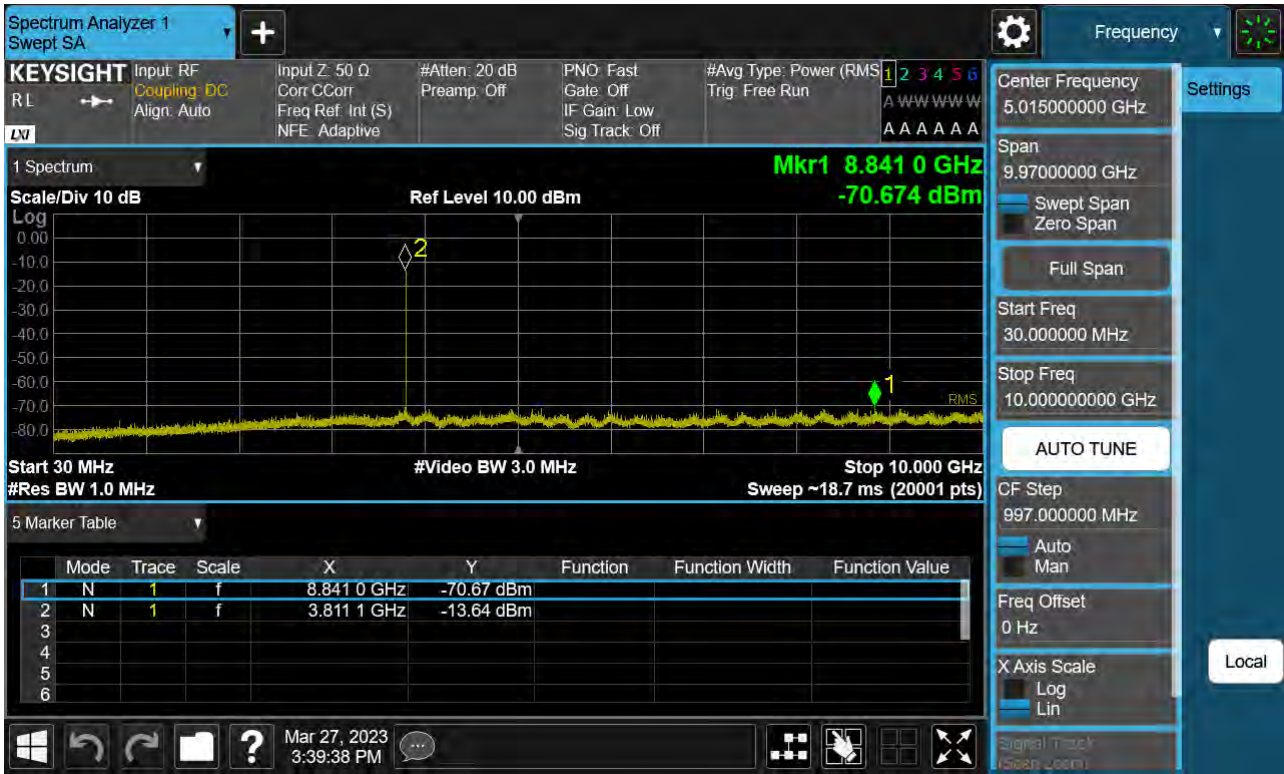 Spectrum Analyzer 1
Swept SA
+
Frequency
KEYSIGHT
RL
LXI
Input: RF
Coupling: DC
Align: Auto
Input Z: 50 Ω
Corr CCorr
Freq Ref: Int (S)
NFE: Adaptive
#Atten: 20 dB
Preamp: Off
PNO: Fast
Gate: Off
IF Gain: Low
Sig Track: Off
#Avg Type: Power (RMS
Trig: Free Run
1 2 3 4 5 6
A W W W W W
A A A A A A
1 Spectrum
Mkr1 8.841 0 GHz
Scale/Div 10 dB
Ref Level 10.00 dBm
-70.674 dBm
Log
0.00
-10.0
-20.0
-30.0
-40.0
-50.0
-60.0
-70.0
-80.0
2
1
RMS
Start 30 MHz
#Video BW 3.0 MHz
Stop 10.000 GHz
#Res BW 1.0 MHz
Sweep ~18.7 ms (20001 pts)
5 Marker Table
Mode Trace Scale X Y Function Function Width Function Value
1 N 1 f 8.841 0 GHz -70.67 dBm
2 N 1 f 3.811 1 GHz -13.64 dBm
3
4
5
6
Mar 27, 2023
3:39:38 PM
?
Center Frequency
5.015000000 GHz
Span
9.97000000 GHz
Swept Span
Zero Span
Full Span
Start Freq
30.000000 MHz
Stop Freq
10.000000000 GHz
AUTO TUNE
CF Step
997.000000 MHz
Auto
Man
Freq Offset
0 Hz
X Axis Scale
Log
Lin
Signal Track
(Span Zoom)
Settings
Local